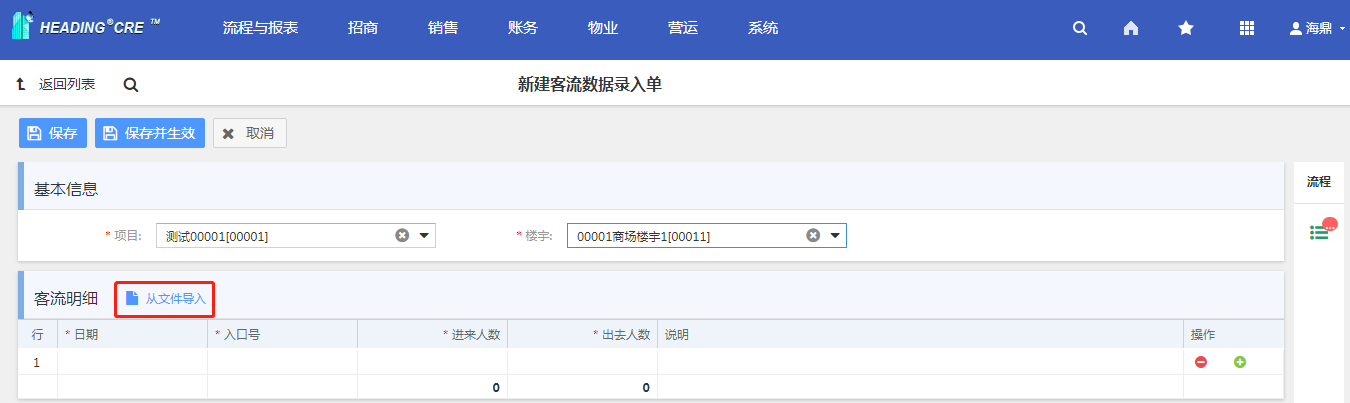 HEADING®CRE ™ 流程与报表 招商 销售 账务 物业 营运 系统 海鼎
返回列表 新建客流数据录入单
保存 保存并生效 取消
基本信息 流程
* 项目: 测试00001[00001] * 楼宇: 00001商场楼宇1[00011]
客流明细 从文件导入
行 * 日期 * 入口号 * 进来人数 * 出去人数 说明 操作
1
0 0